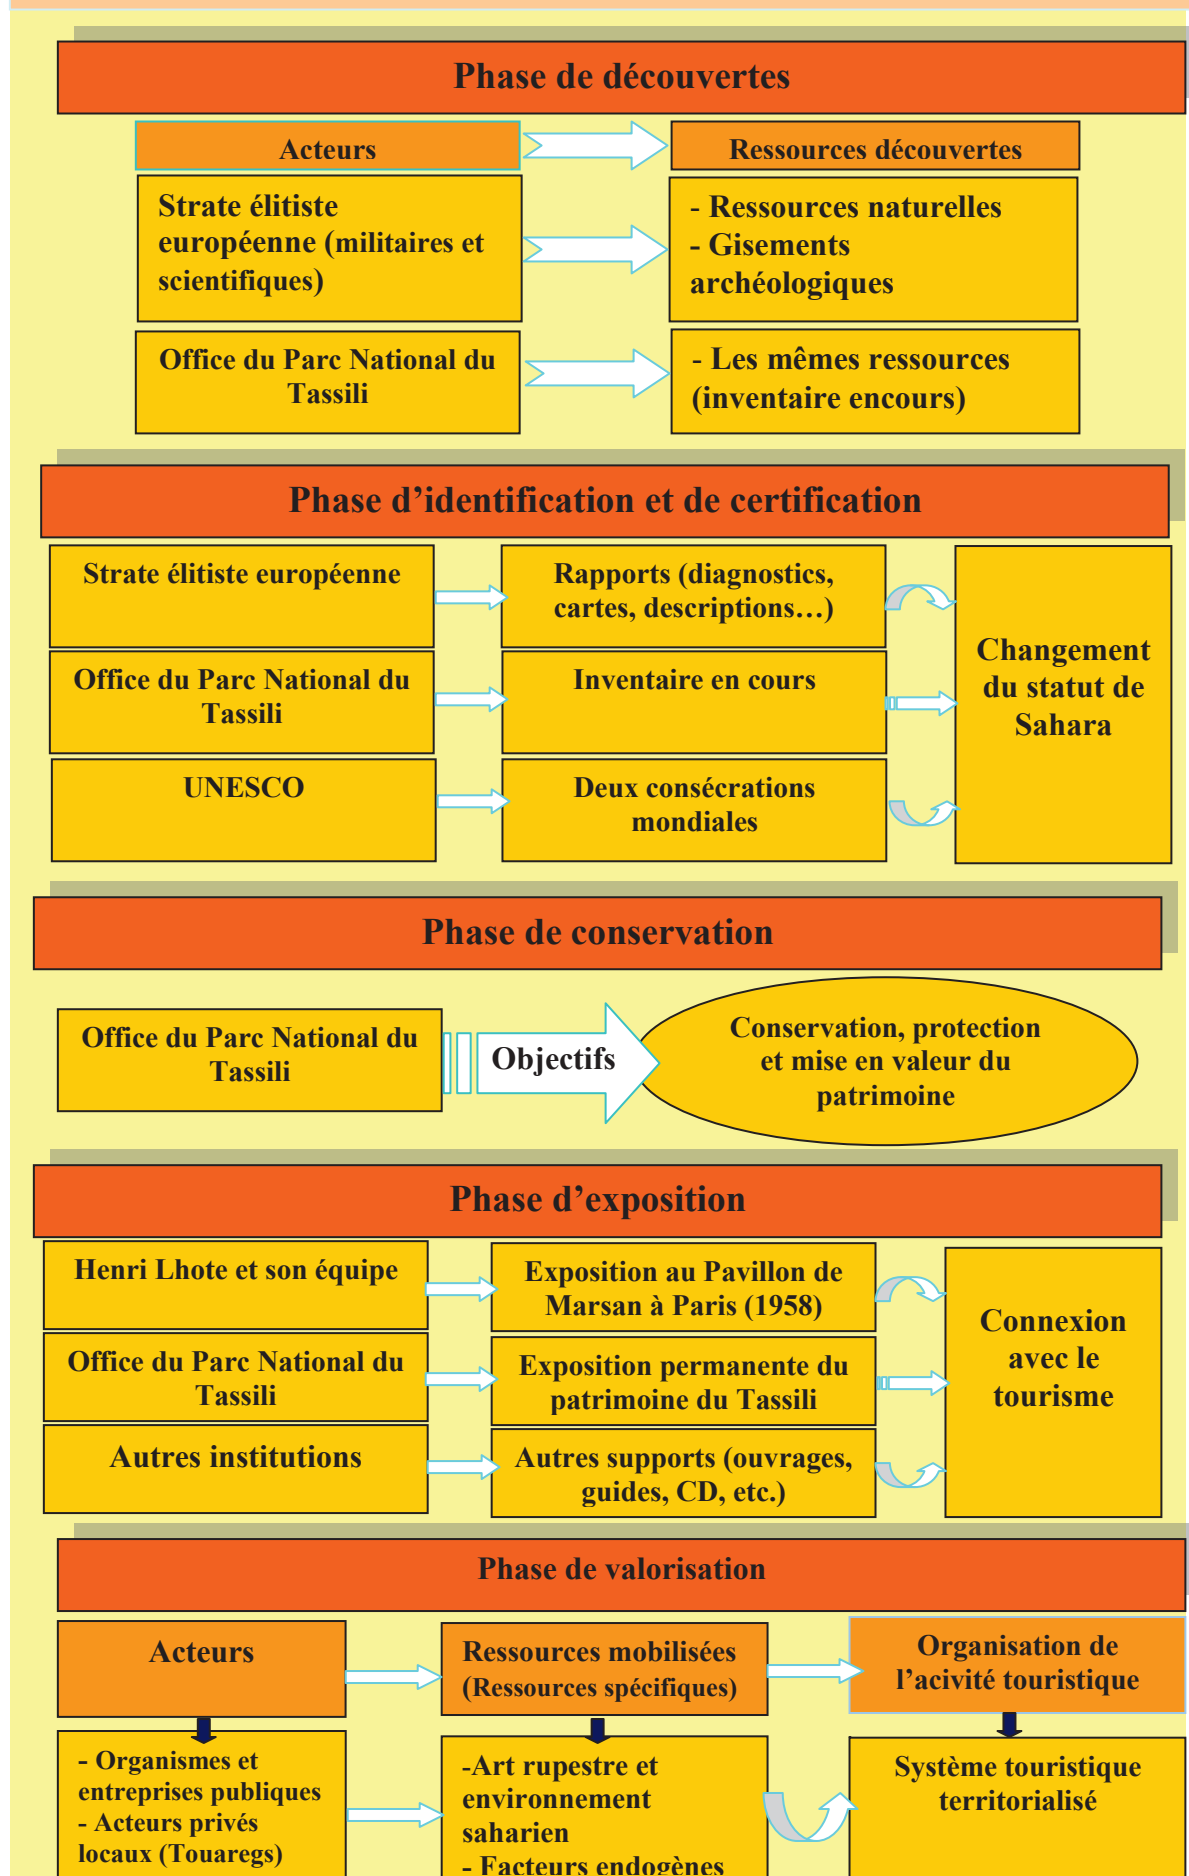 Phase de découvertes
Acteurs
Ressources découvertes
Strate élitiste
européenne (militaires et
scientifiques)
- Ressources naturelles
- Gisements
archéologiques
Office du Parc National du
Tassili
- Les mêmes ressources
(inventaire encours)
Phase d’identification et de certification
Strate élitiste européenne
Rapports (diagnostics,
cartes, descriptions…)
Office du Parc National du
Tassili
Inventaire en cours
UNESCO
Deux consécrations
mondiales
Changement
du statut de
Sahara
Phase de conservation
Office du Parc National du
Tassili
Objectifs
Conservation, protection
et mise en valeur du
patrimoine
Phase d’exposition
Henri Lhote et son équipe
Exposition au Pavillon de
Marsan à Paris (1958)
Office du Parc National du
Tassili
Exposition permanente du
patrimoine du Tassili
Autres institutions
Autres supports (ouvrages,
guides, CD, etc.)
Connexion
avec le
tourisme
Phase de valorisation
Acteurs
Ressources mobilisées
(Ressources spécifiques)
Organisation de
l’acivité touristique
- Organismes et
entreprises publiques
- Acteurs privés
locaux (Touaregs)
-Art rupestre et
environnement
saharien
- Facteurs endogènes
Système touristique
territorialisé